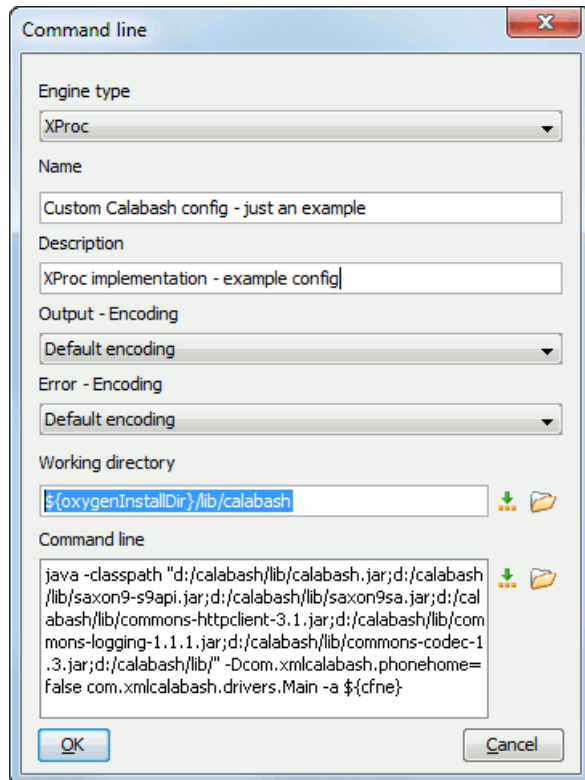 Command line
Engine type
XProc
Name
Custom Calabash config - just an example
Description
XProc implementation - example config
Output - Encoding
Default encoding
Error - Encoding
Default encoding
Working directory
${oxygenInstallDir}/lib/calabash
Command line
java -classpath "d:/calabash/lib/calabash.jar;d:/calabash
/lib/saxon9-s9api.jar;d:/calabash/lib/saxon9sa.jar;d:/cal
abash/lib/commons-httpclient-3.1.jar;d:/calabash/lib/com
mons-logging-1.1.1.jar;d:/calabash/lib/commons-codec-1
.3.jar;d:/calabash/lib/" -Dcom.xmlcalabash.phonehome=
false com.xmlcalabash.drivers.Main -a ${cfne}
OK
Cancel